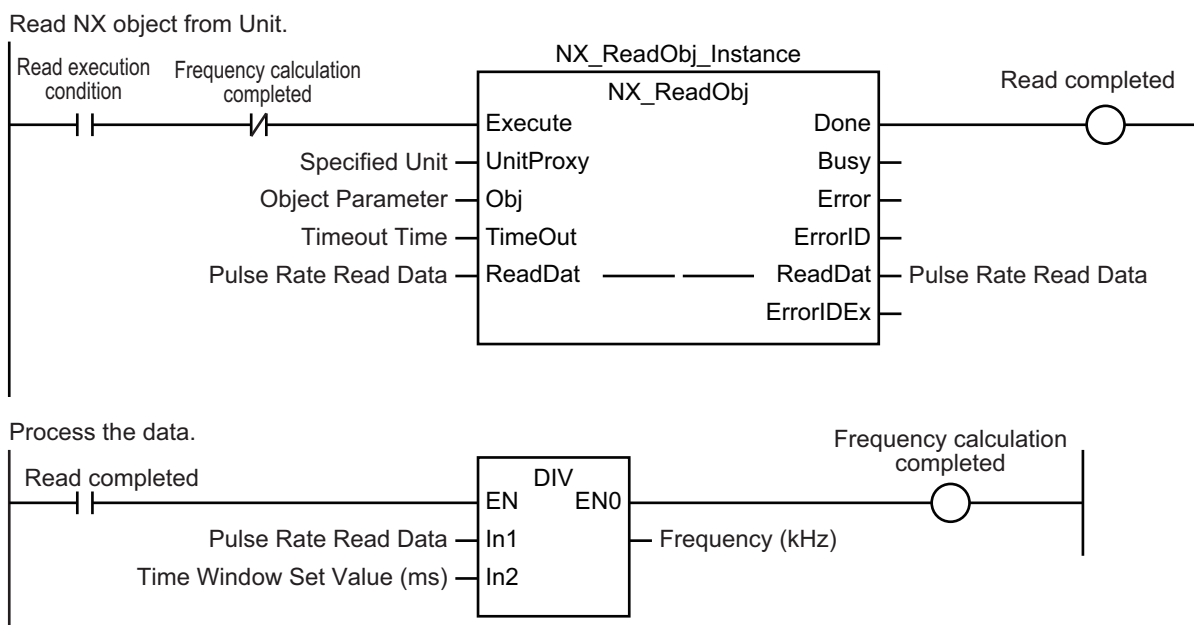 Read NX object from Unit.
NX_ReadObj_Instance
Read execution
condition
Frequency calculation
completed
NX_ReadObj
Read completed
Execute
Done
Specified Unit
UnitProxy
Busy
Object Parameter
Obj
Error
Timeout Time
TimeOut
ErrorID
Pulse Rate Read Data
ReadDat
ReadDat
Pulse Rate Read Data
ErrorIDEx
Process the data.
Frequency calculation
completed
Read completed
DIV
EN
EN0
Pulse Rate Read Data
In1
Frequency (kHz)
Time Window Set Value (ms)
In2